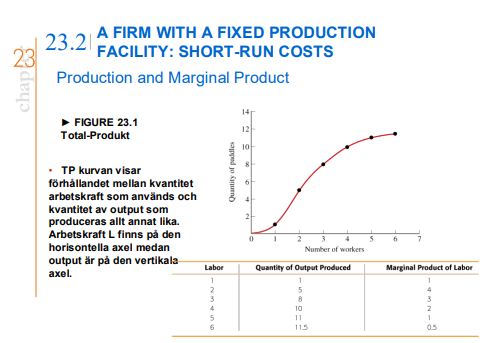 23
chap
23.2
A FIRM WITH A FIXED PRODUCTION
FACILITY: SHORT-RUN COSTS
Production and Marginal Product
► FIGURE 23.1
Total-Produkt
• TP kurvan visar
förhållandet mellan kvantitet
arbetskraft som används och
kvantitet av output som
produceras allt annat lika.
Arbetskraft L finns på den
horisontella axel medan
output är på den vertikala
axel.
Quantity of paddles
14
12
10
8
6
4
2
0 1 2 3 4 5 6 7
Number of workers
Labor Quantity of Output Produced Marginal Product of Labor
1 1 1
2 5 4
3 8 3
4 10 2
5 11 1
6 11.5 0.5